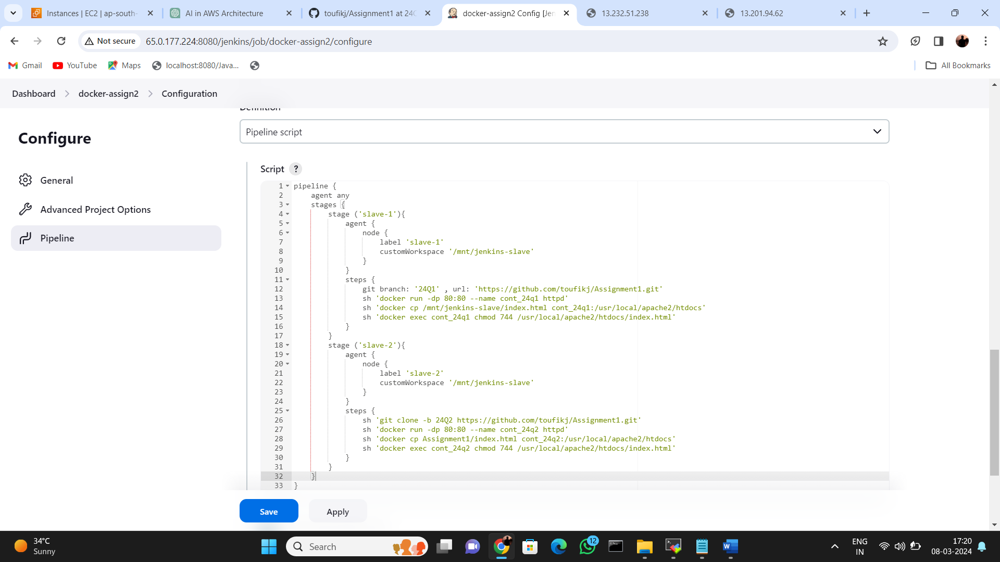 Instances | EC2 | ap-south-
AI in AWS Architecture
toufikj/Assignment1 at 24Q
docker-assign2 Config [Jen
13.232.51.238
13.201.94.62
Not secure
65.0.177.224:8080/jenkins/job/docker-assign2/configure
Gmail
YouTube
Maps
localhost:8080/Java...
All Bookmarks
Dashboard > docker-assign2 > Configuration
Definition
Configure
General
Advanced Project Options
Pipeline
Pipeline script
Script ?
1 pipeline {
2 agent any
3 stages {
4 stage ('slave-1'){
5 agent {
6 node {
7 label 'slave-1'
8 customWorkspace '/mnt/jenkins-slave'
9 }
10 }
11 steps {
12 git branch: '24Q1' , url: 'https://github.com/toufikj/Assignment1.git'
13 sh 'docker run -dp 80:80 --name cont_24q1 httpd'
14 sh 'docker cp /mnt/jenkins-slave/index.html cont_24q1:/usr/local/apache2/htdocs'
15 sh 'docker exec cont_24q1 chmod 744 /usr/local/apache2/htdocs/index.html'
16 }
17 }
18 stage ('slave-2'){
19 agent {
20 node {
21 label 'slave-2'
22 customWorkspace '/mnt/jenkins-slave'
23 }
24 }
25 steps {
26 sh 'git clone -b 24Q2 https://github.com/toufikj/Assignment1.git'
27 sh 'docker run -dp 80:80 --name cont_24q2 httpd'
28 sh 'docker cp Assignment1/index.html cont_24q2:/usr/local/apache2/htdocs'
29 sh 'docker exec cont_24q2 chmod 744 /usr/local/apache2/htdocs/index.html'
30 }
31 }
32 }
33 }
Save
Apply
34°C
Sunny
Search
12
ENG
IN
17:20
08-03-2024